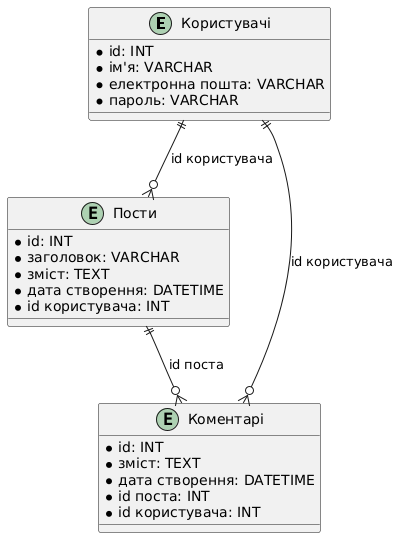 E Користувачі
id: INT
ім'я: VARCHAR
електронна пошта: VARCHAR
пароль: VARCHAR
id користувача
E Пости
id: INT
заголовок: VARCHAR
зміст: TEXT
дата створення: DATETIME
id користувача: INT
id користувача
id поста
E Коментарі
id: INT
зміст: TEXT
дата створення: DATETIME
id поста: INT
id користувача: INT